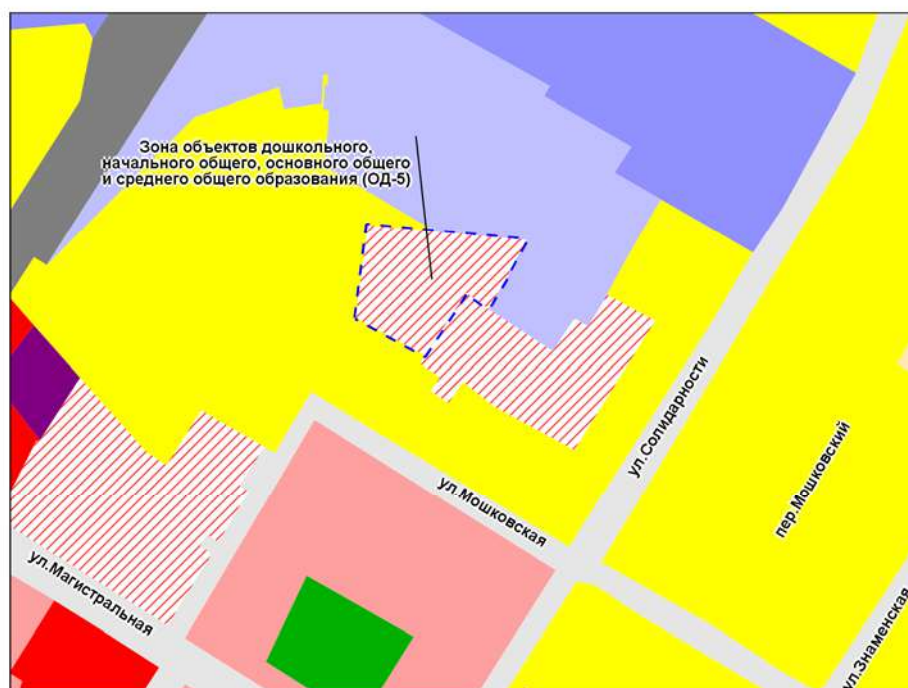 Зона объектов дошкольного,
начального общего, основного общего
и среднего общего образования (ОД-5)
ул.Солидарности
ул.Мошковская
пер.Мошковский
ул.Магистральная
ул.Знаменская